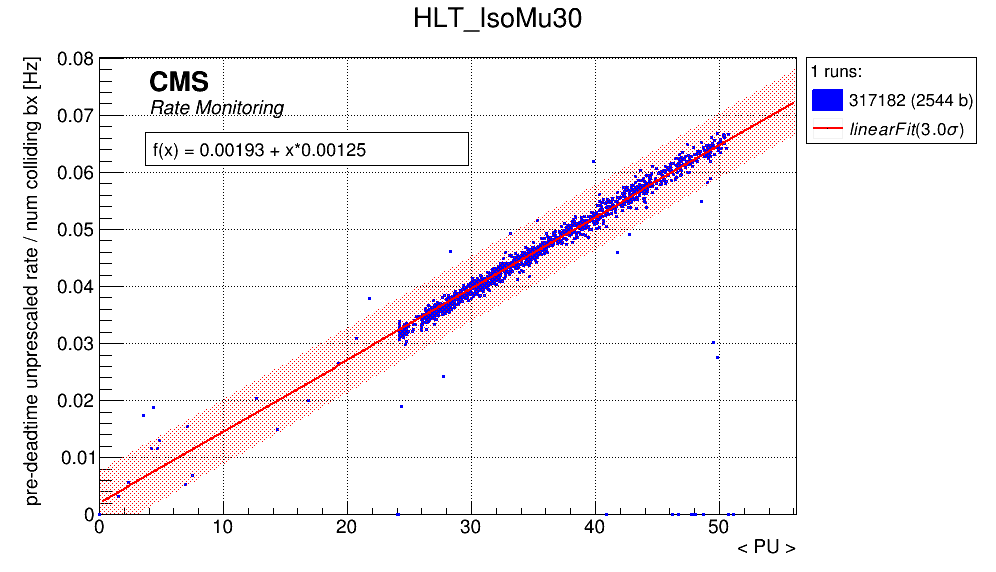 HLT_IsoMu30
pre-deadtime unprescaled rate / num colliding bx [Hz]
0.08
0.07
0.06
0.05
0.04
0.03
0.02
0.01
0
CMS
Rate Monitoring
f(x) = 0.00193 + x*0.00125
0 10 20 30 40 50
< PU >
1 runs:
317182 (2544 b)
linearFit(3.0σ)